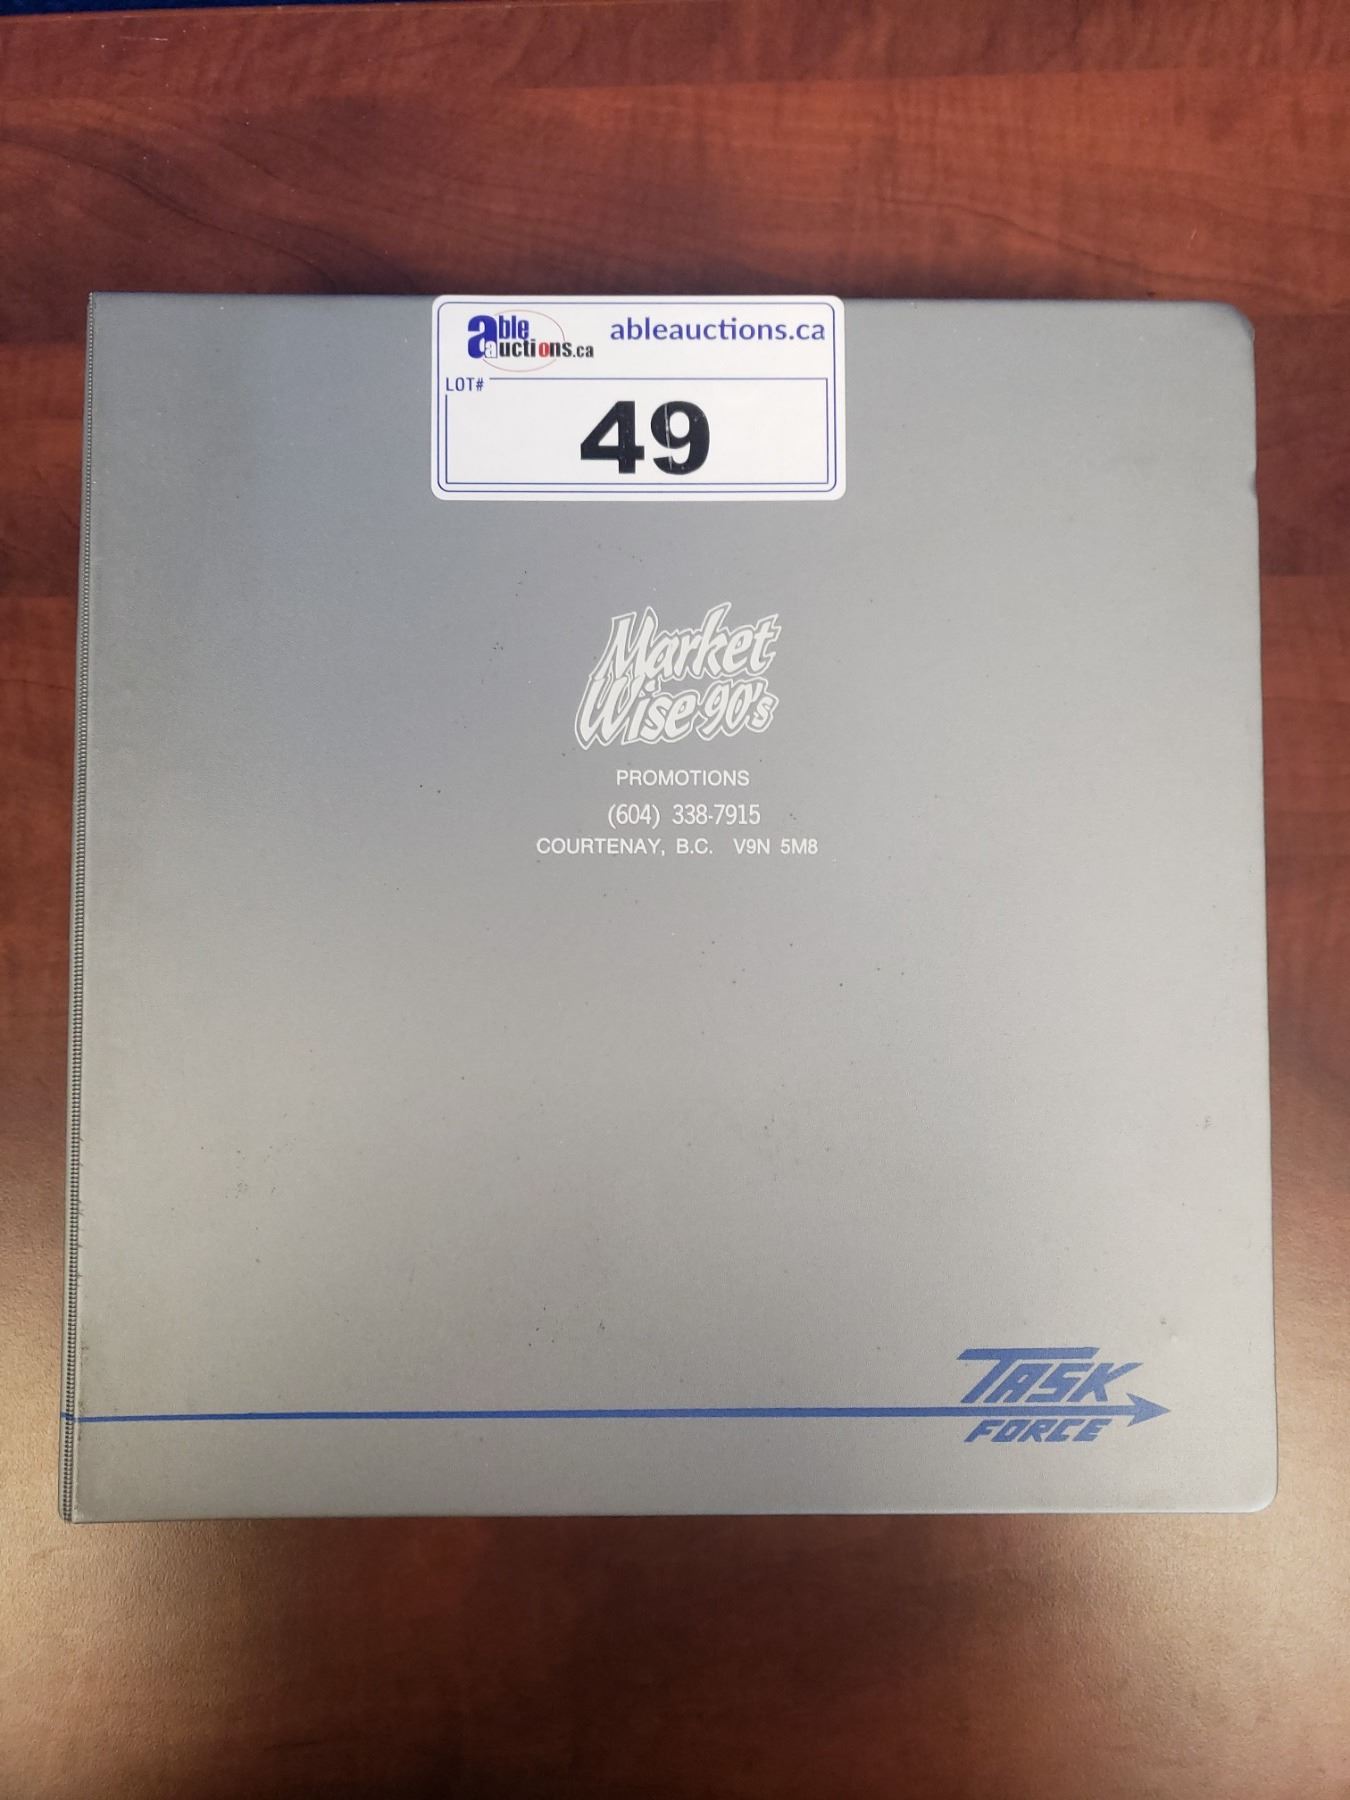 able auctions.ca
ableauctions.ca
LOT#
49
Market
Wise 90's
PROMOTIONS
(604) 338-7915
COURTENAY, B.C. V9N 5M8
TASK
FORCE